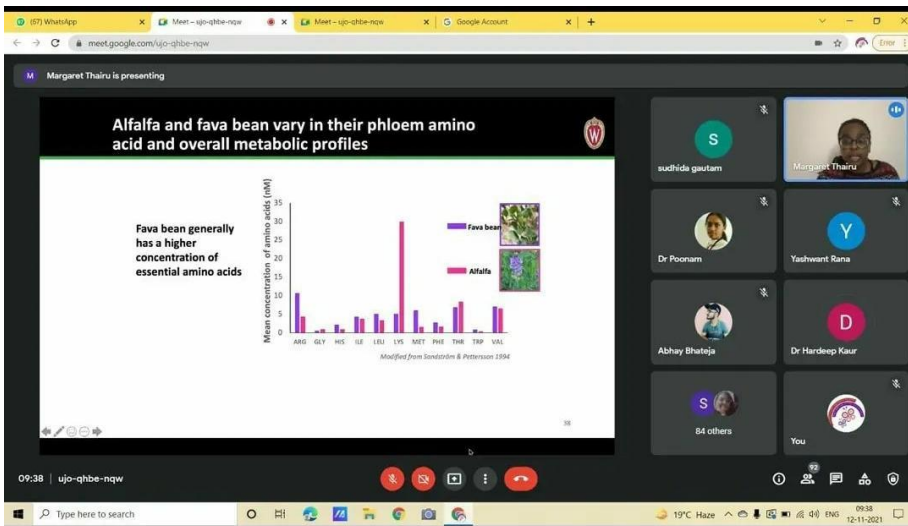 (67) WhatsApp
Meet – ujo-qhbe-nqw
Meet – ujo-qhbe-nqw
Google Account
meet.google.com/ujo-qhbe-nqw
Error
M Margaret Thairu is presenting
Alfalfa and fava bean vary in their phloem amino
acid and overall metabolic profiles
W
Fava bean generally
has a higher
concentration of
essential amino acids
Mean concentration of amino acids (nM)
35
30
25
20
15
10
5
0
ARG GLY HIS ILE LEU LYS MET PHE THR TRP VAL
Fava bean
Alfalfa
Modified from Sandström & Pettersson 1994
38
S
sudhida gautam
Margaret Thairu
Dr Poonam
Y
Yashwant Rana
Abhay Bhateja
D
Dr Hardeep Kaur
S
84 others
You
09:38 | ujo-qhbe-nqw
92
Type here to search
19°C Haze
ENG
09:38
12-11-2021